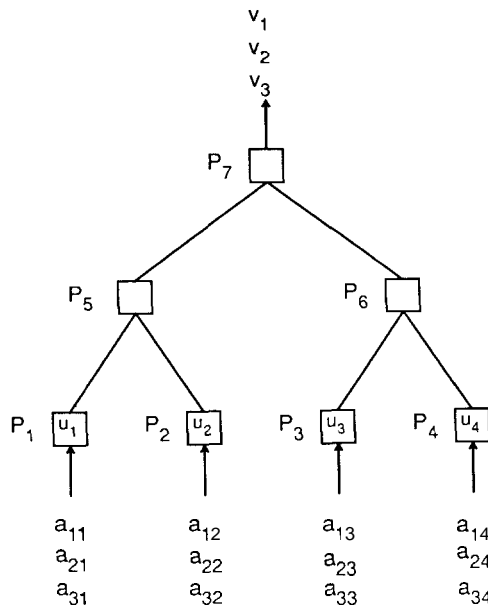 v₁
v₂
v₃
P₇
P₅ P₆
P₁ u₁ P₂ u₂ P₃ u₃ P₄ u₄
a₁₁ a₁₂ a₁₃ a₁₄
a₂₁ a₂₂ a₂₃ a₂₄
a₃₁ a₃₂ a₃₃ a₃₄